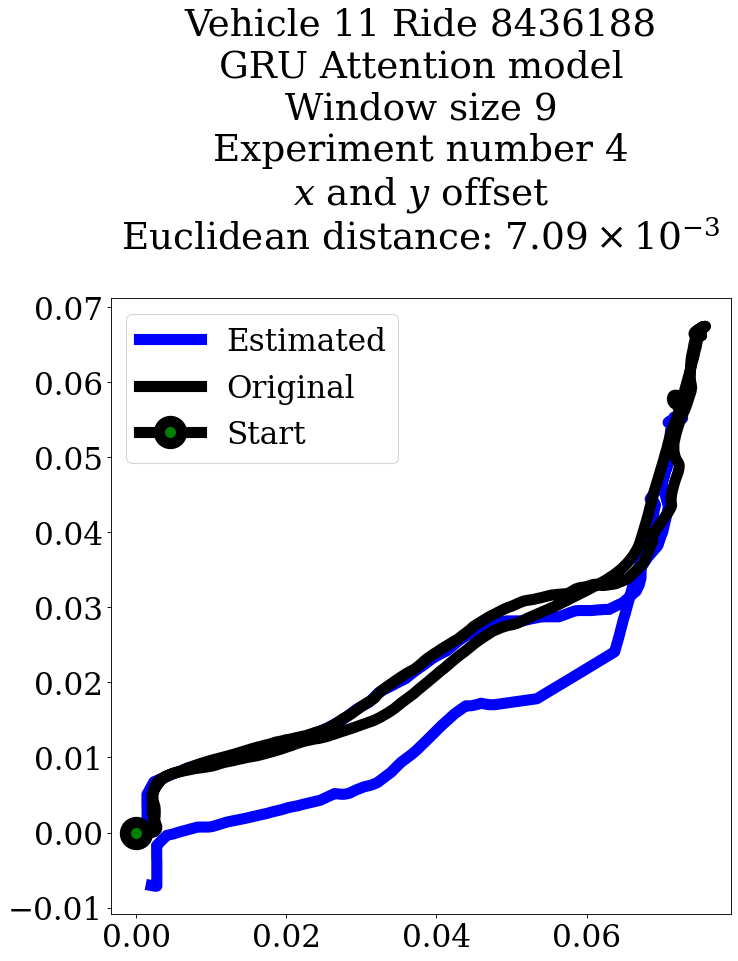 Vehicle 11 Ride 8436188
GRU Attention model
Window size 9
Experiment number 4
x and y offset
Euclidean distance: 7.09 × 10⁻³
Estimated
Original
Start
0.07
0.06
0.05
0.04
0.03
0.02
0.01
0.00
−0.01
0.00 0.02 0.04 0.06